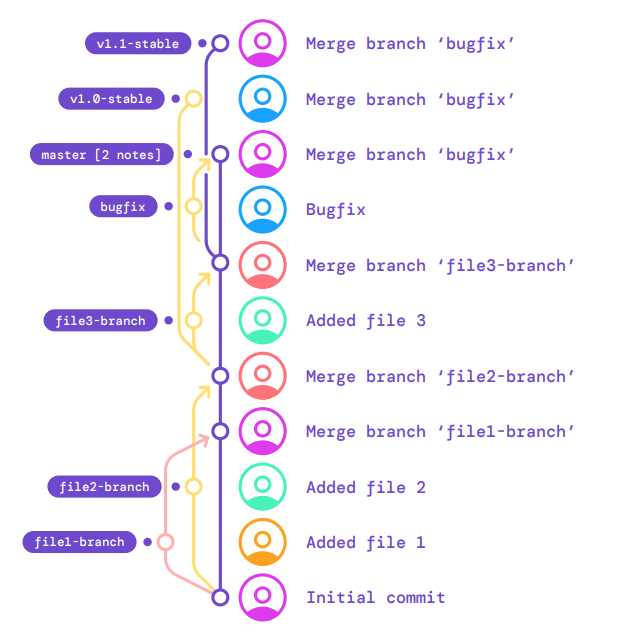 v1.1-stable Merge branch ‘bugfix’
v1.0-stable Merge branch ‘bugfix’
master [2 notes] Merge branch ‘bugfix’
bugfix Bugfix
Merge branch ‘file3-branch’
file3-branch Added file 3
Merge branch ‘file2-branch’
Merge branch ‘file1-branch’
file2-branch Added file 2
file1-branch Added file 1
Initial commit